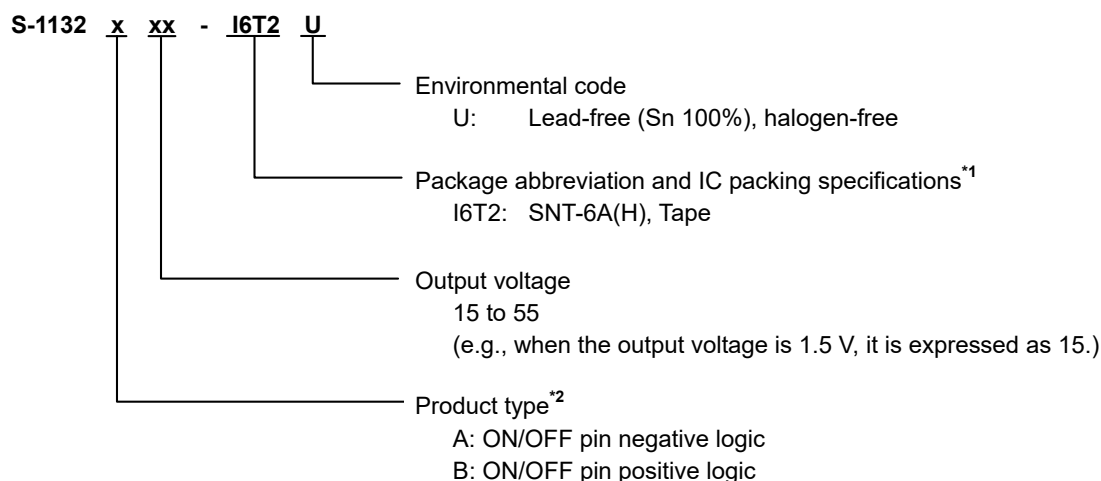 S-1132 x xx - I6T2 U
Environmental code
U: Lead-free (Sn 100%), halogen-free
Package abbreviation and IC packing specifications*1
I6T2: SNT-6A(H), Tape
Output voltage
15 to 55
(e.g., when the output voltage is 1.5 V, it is expressed as 15.)
Product type*2
A: ON/OFF pin negative logic
B: ON/OFF pin positive logic